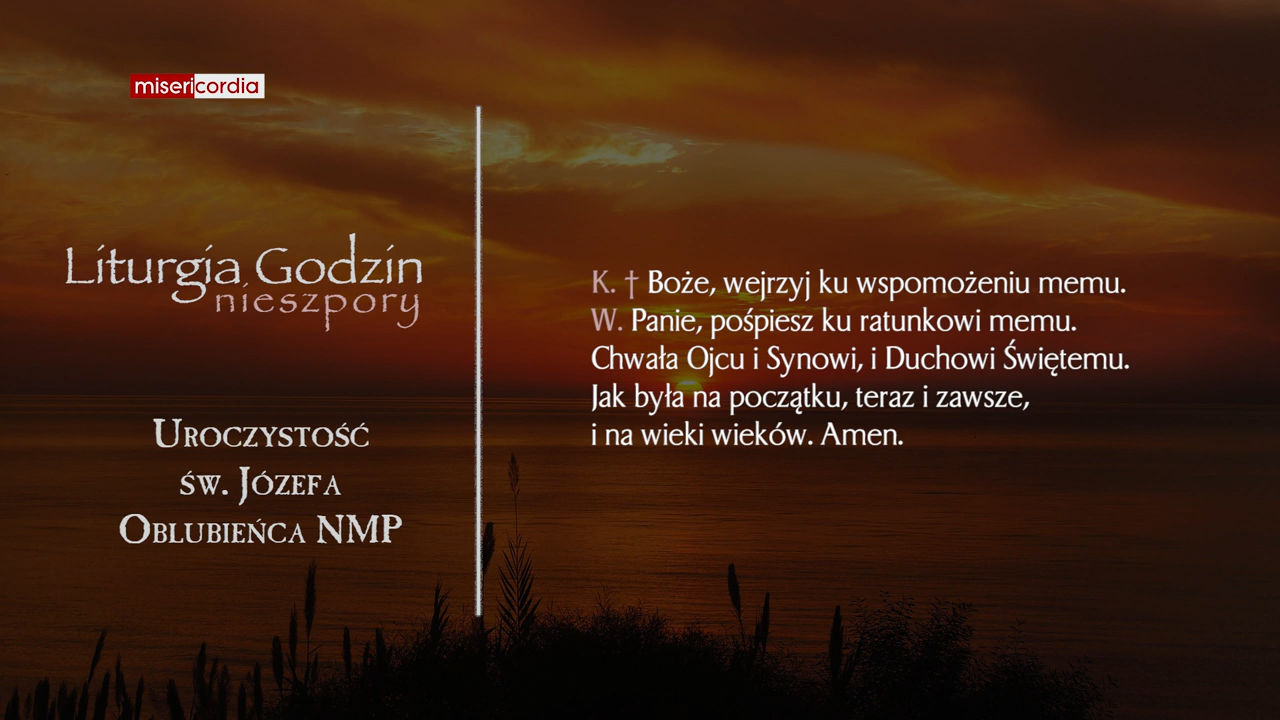 misericordia
Liturgia Godzin
nieszpory
Uroczystość
św. Józefa
Oblubieńca NMP
K. † Boże, wejrzyj ku wspomożeniu memu.
W. Panie, pośpiesz ku ratunkowi memu.
Chwała Ojcu i Synowi, i Duchowi Świętemu.
Jak była na początku, teraz i zawsze,
i na wieki wieków. Amen.